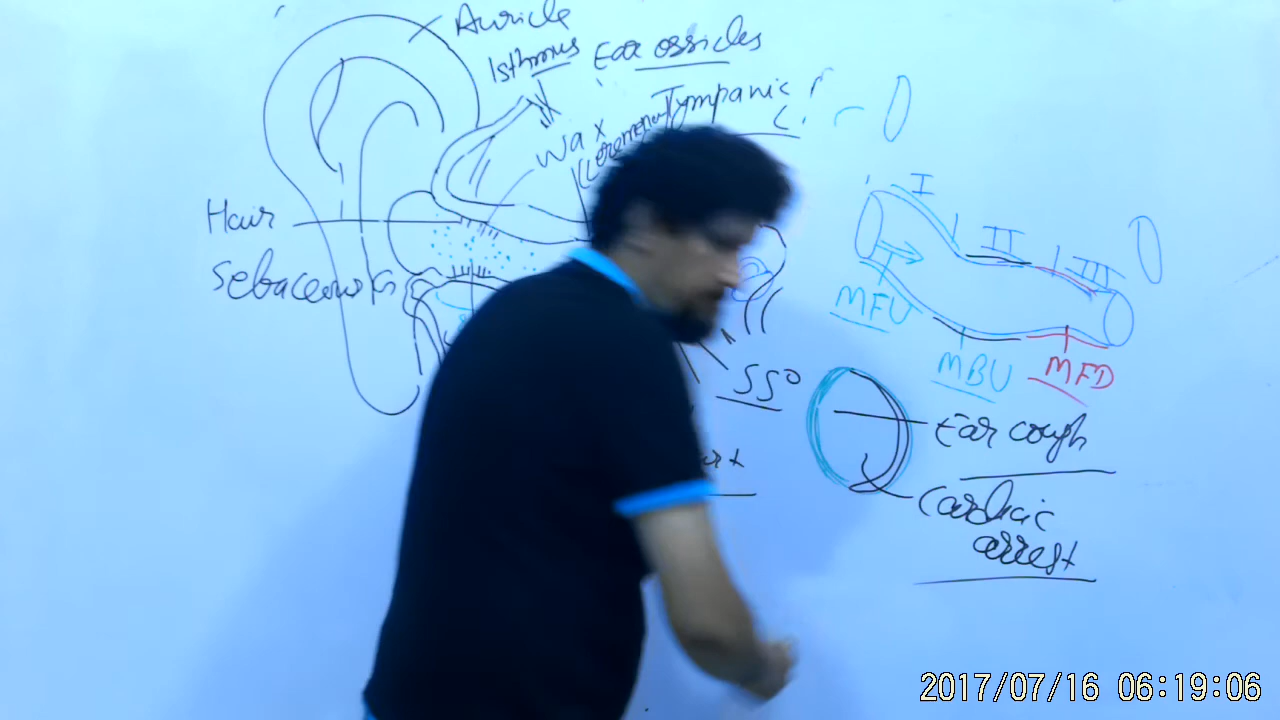 Auricle
Isthmus
Ear ossicles
Tympanic
Wax
Hair
Sebaceous
I
II
III
MFU
MBU
MFD
SSO
Ear cough
Cardiac
arrest
2017/07/16 06:19:06